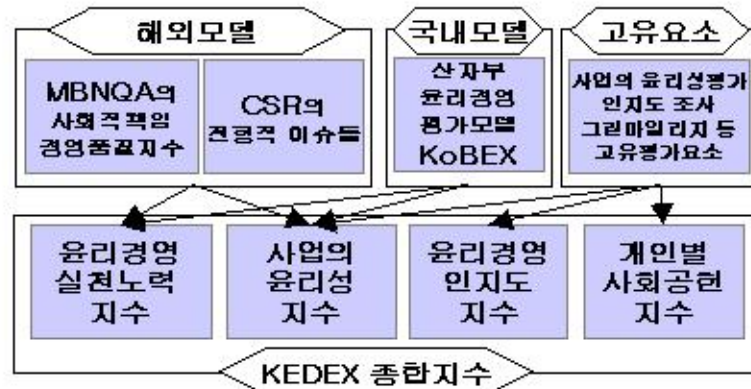 해외모델
국내모델
고유요소
MBNQA의
사회적책임
경영품질지수
CSR의
전형적 이슈들
산자부
윤리경영
평가모델
KoBEX
사업의 윤리성평가
인지도 조사
그린마일리지 등
고유평가요소
윤리경영
실천노력
지수
사업의
윤리성
지수
윤리경영
인지도
지수
개인별
사회공헌
지수
KEDEX 종합지수